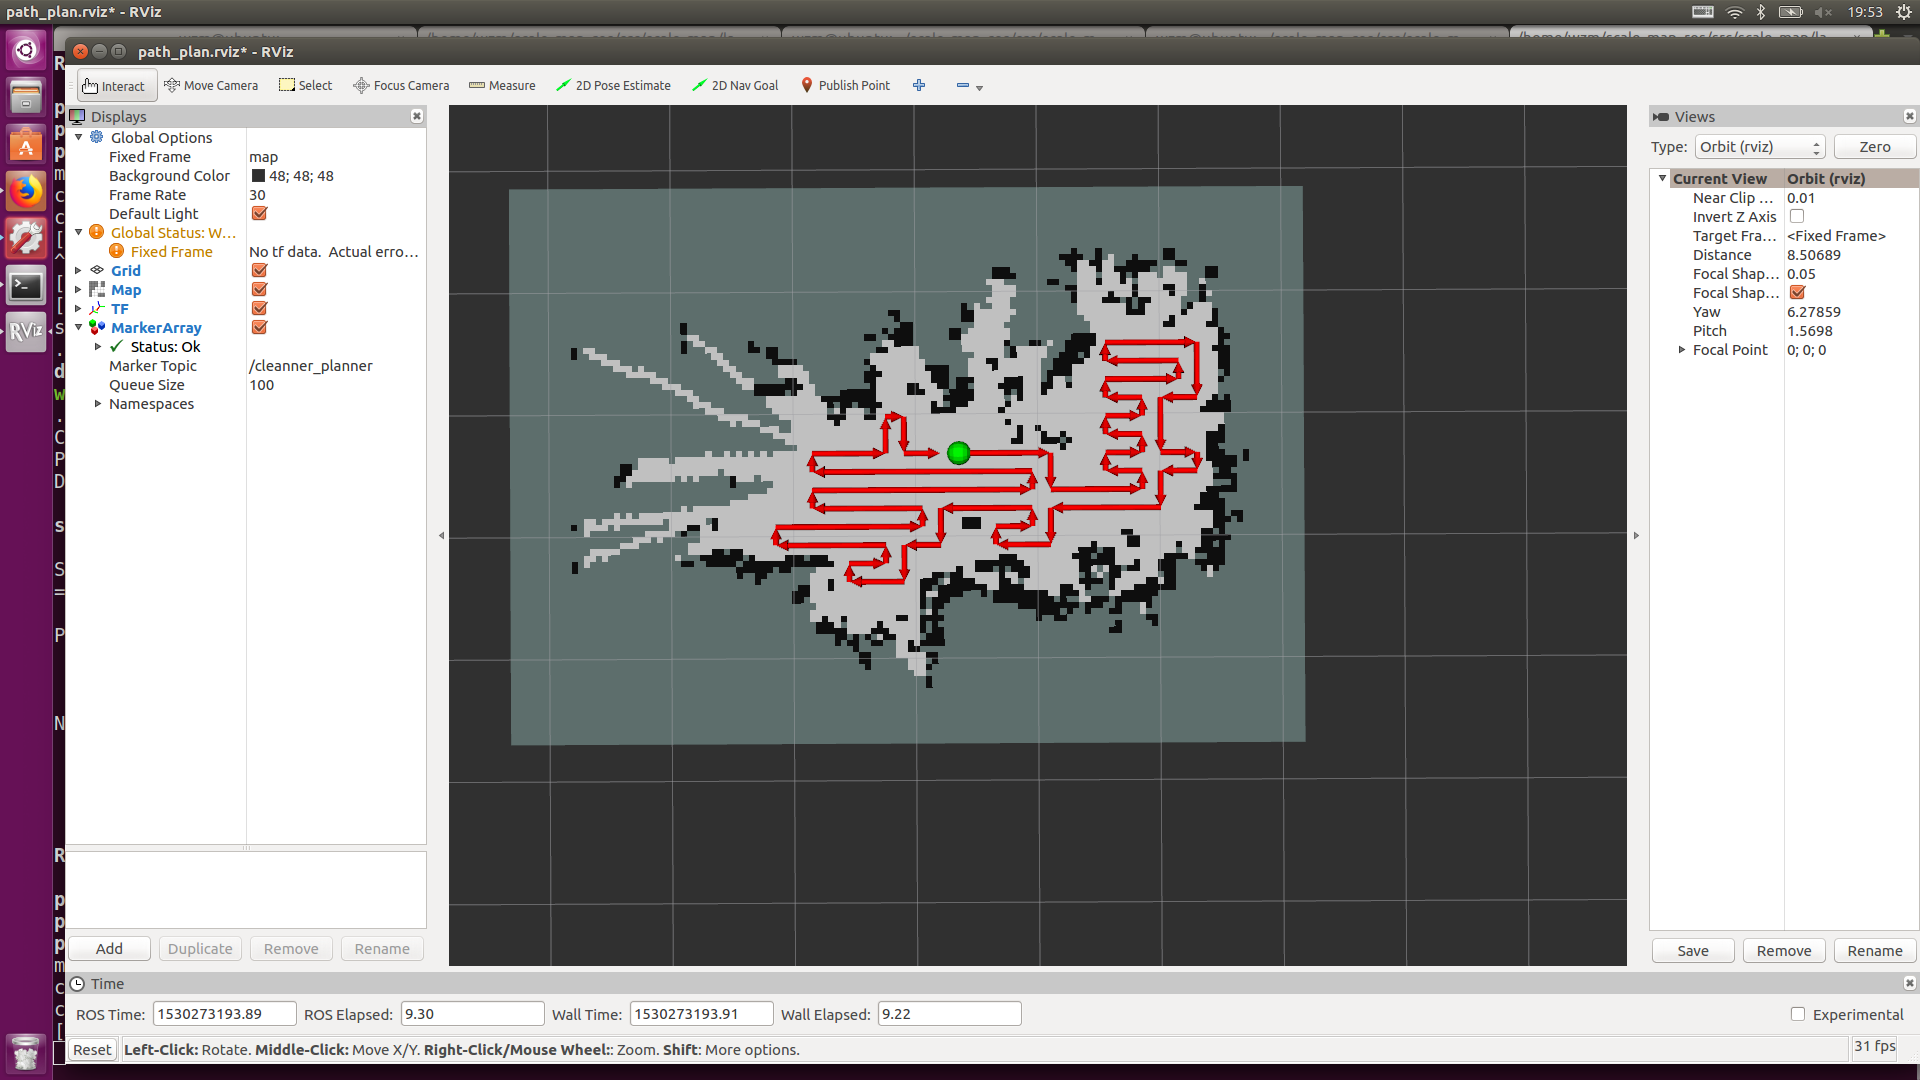 path_plan.rviz* - RViz
19:53
path_plan.rviz* - RViz
Interact Move Camera Select Focus Camera Measure 2D Pose Estimate 2D Nav Goal Publish Point
Displays
Global Options
Fixed Frame map
Background Color 48; 48; 48
Frame Rate 30
Default Light
Global Status: W...
Fixed Frame No tf data. Actual erro...
Grid
Map
TF
MarkerArray
Status: Ok
Marker Topic /cleanner_planner
Queue Size 100
Namespaces
Add Duplicate Remove Rename
Views
Type: Orbit (rviz) Zero
Current View Orbit (rviz)
Near Clip ... 0.01
Invert Z Axis
Target Fra... <Fixed Frame>
Distance 8.50689
Focal Shap... 0.05
Focal Shap...
Yaw 6.27859
Pitch 1.5698
Focal Point 0; 0; 0
Save Remove Rename
Time
ROS Time: 1530273193.89 ROS Elapsed: 9.30 Wall Time: 1530273193.91 Wall Elapsed: 9.22 Experimental
Reset Left-Click: Rotate. Middle-Click: Move X/Y. Right-Click/Mouse Wheel:: Zoom. Shift: More options. 31 fps
RViz